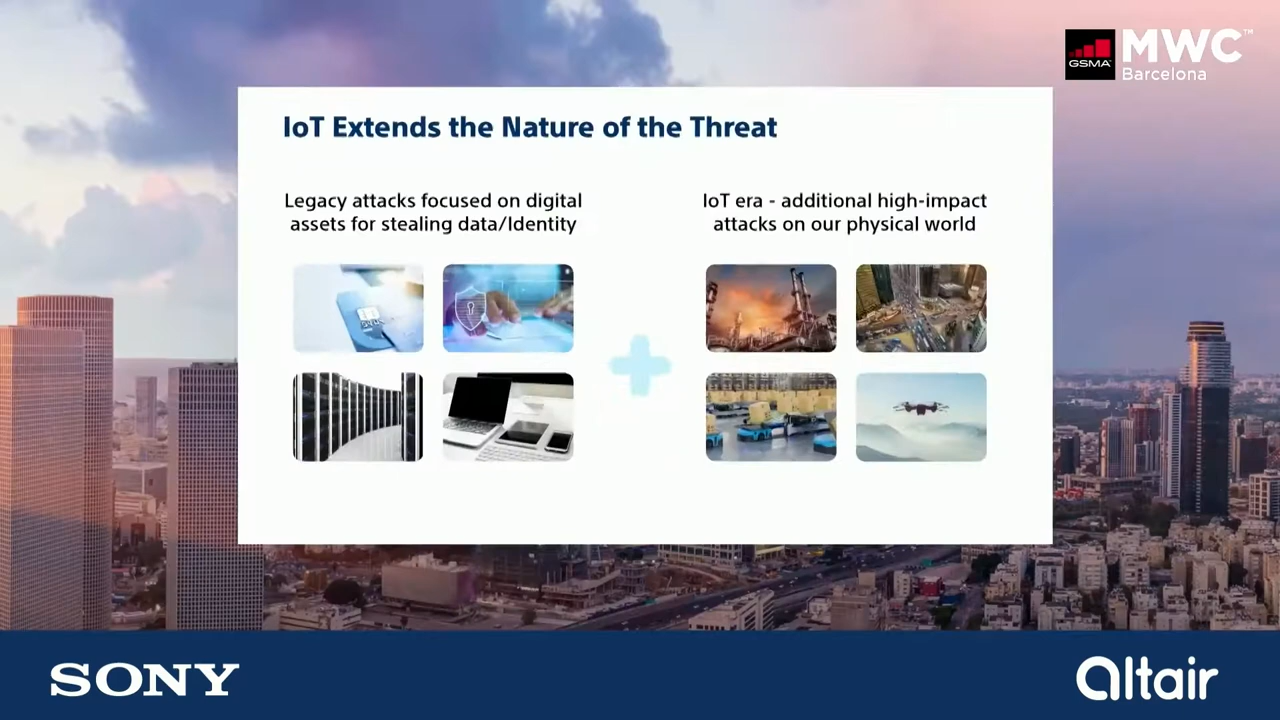 GSMA
MWC™
Barcelona
IoT Extends the Nature of the Threat
Legacy attacks focused on digital
assets for stealing data/Identity
IoT era - additional high-impact
attacks on our physical world
SONY
altair